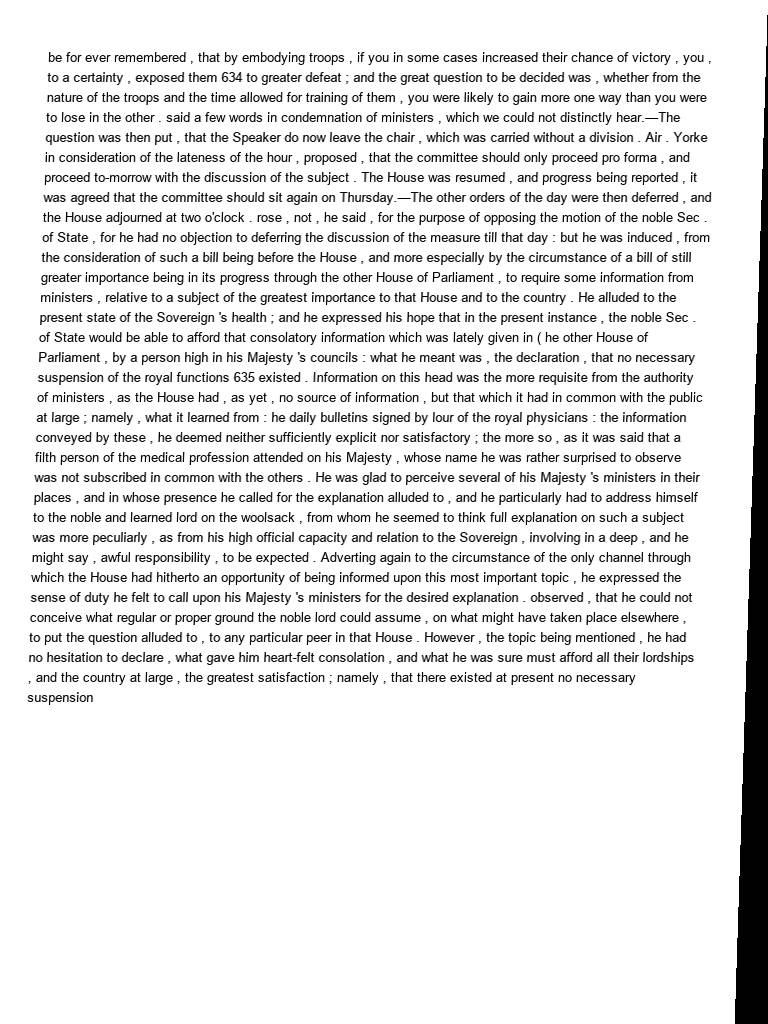 be for ever remembered , that by embodying troops , if you in some cases increased their chance of victory , you ,
to a certainty , exposed them 634 to greater defeat ; and the great question to be decided was , whether from the
nature of the troops and the time allowed for training of them , you were likely to gain more one way than you were
to lose in the other . said a few words in condemnation of ministers , which we could not distinctly hear.—The
question was then put , that the Speaker do now leave the chair , which was carried without a division . Air . Yorke
in consideration of the lateness of the hour , proposed , that the committee should only proceed pro forma , and
proceed to-morrow with the discussion of the subject . The House was resumed , and progress being reported , it
was agreed that the committee should sit again on Thursday.—The other orders of the day were then deferred , and
the House adjourned at two o'clock . rose , not , he said , for the purpose of opposing the motion of the noble Sec .
of State , for he had no objection to deferring the discussion of the measure till that day : but he was induced , from
the consideration of such a bill being before the House , and more especially by the circumstance of a bill of still
greater importance being in its progress through the other House of Parliament , to require some information from
ministers , relative to a subject of the greatest importance to that House and to the country . He alluded to the
present state of the Sovereign 's health ; and he expressed his hope that in the present instance , the noble Sec .
of State would be able to afford that consolatory information which was lately given in ( he other House of
Parliament , by a person high in his Majesty 's councils : what he meant was , the declaration , that no necessary
suspension of the royal functions 635 existed . Information on this head was the more requisite from the authority
of ministers , as the House had , as yet , no source of information , but that which it had in common with the public
at large ; namely , what it learned from : he daily bulletins signed by lour of the royal physicians : the information
conveyed by these , he deemed neither sufficiently explicit nor satisfactory ; the more so , as it was said that a
filth person of the medical profession attended on his Majesty , whose name he was rather surprised to observe
was not subscribed in common with the others . He was glad to perceive several of his Majesty 's ministers in their
places , and in whose presence he called for the explanation alluded to , and he particularly had to address himself
to the noble and learned lord on the woolsack , from whom he seemed to think full explanation on such a subject
was more peculiarly , as from his high official capacity and relation to the Sovereign , involving in a deep , and he
might say , awful responsibility , to be expected . Adverting again to the circumstance of the only channel through
which the House had hitherto an opportunity of being informed upon this most important topic , he expressed the
sense of duty he felt to call upon his Majesty 's ministers for the desired explanation . observed , that he could not
conceive what regular or proper ground the noble lord could assume , on what might have taken place elsewhere ,
to put the question alluded to , to any particular peer in that House . However , the topic being mentioned , he had
no hesitation to declare , what gave him heart-felt consolation , and what he was sure must afford all their lordships
, and the country at large , the greatest satisfaction ; namely , that there existed at present no necessary
suspension